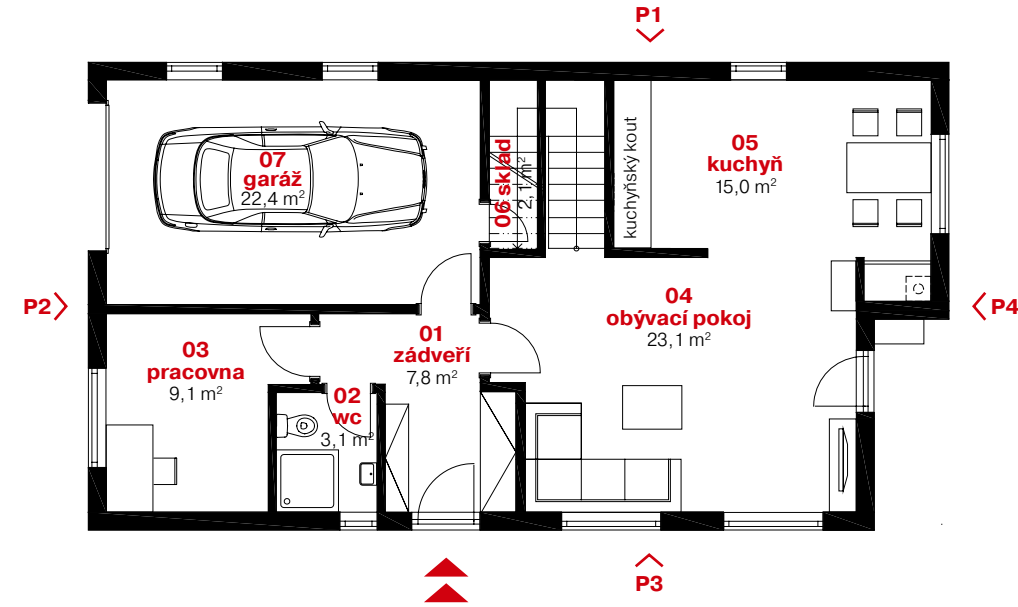 P1
07
garáž
22,4 m²
06 sklad
2,1 m²
kuchyňský kout
05
kuchyň
15,0 m²
P2
P4
04
obývací pokoj
23,1 m²
01
zádveří
7,8 m²
03
pracovna
9,1 m²
02
wc
3,1 m²
P3